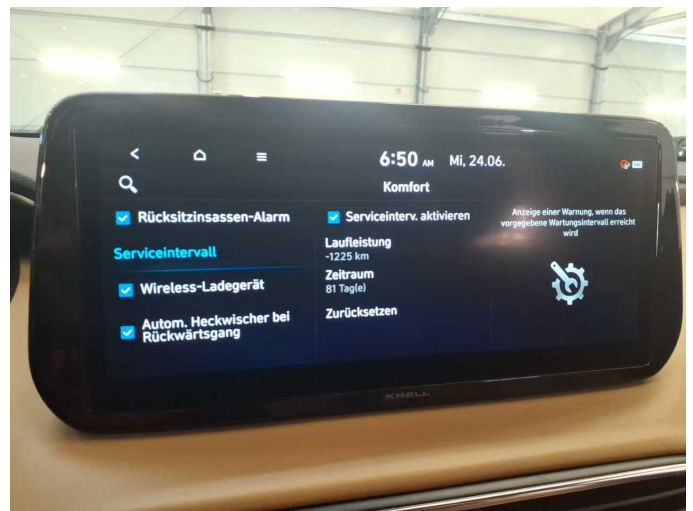 6:50 AM Mi, 24.06.
Komfort
Rücksitzinsassen-Alarm
Serviceintervall
Wireless-Ladegerät
Autom. Heckwischer bei
Rückwärtsgang
Serviceinterv. aktivieren
Laufleistung
-1225 km
Zeitraum
81 Tag(e)
Zurücksetzen
Anzeige einer Warnung, wenn das
vorgegebene Wartungsintervall erreicht
wird
KRELL